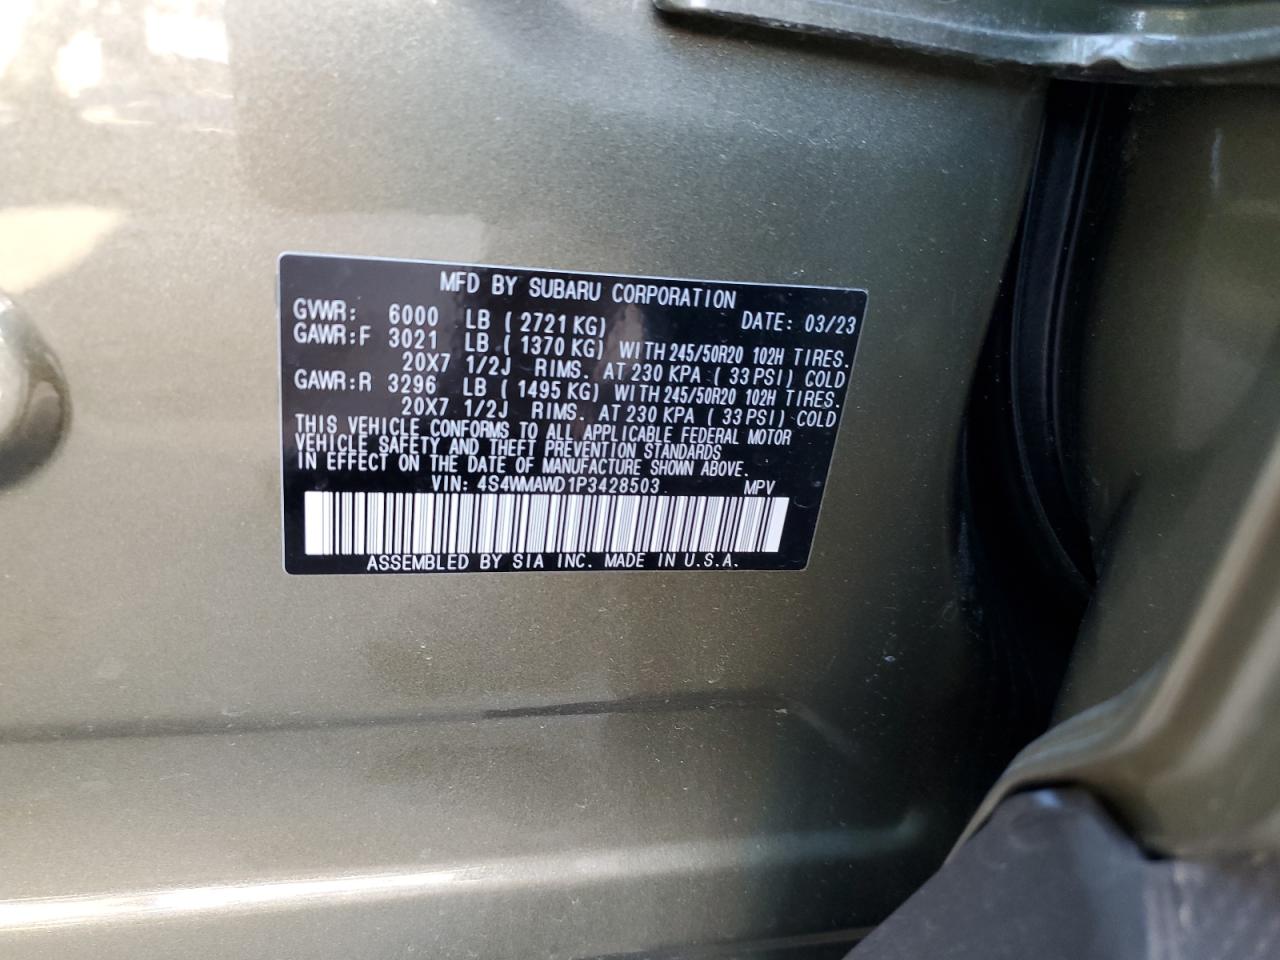 MFD BY SUBARU CORPORATION
GVWR: 6000 LB ( 2721 KG) DATE: 03/23
GAWR:F 3021 LB ( 1370 KG) WITH 245/50R20 102H TIRES.
20X7 1/2J RIMS. AT 230 KPA ( 33 PSI) COLD
GAWR:R 3296 LB ( 1495 KG) WITH 245/50R20 102H TIRES.
20X7 1/2J RIMS. AT 230 KPA ( 33 PSI) COLD
THIS VEHICLE CONFORMS TO ALL APPLICABLE FEDERAL MOTOR
VEHICLE SAFETY AND THEFT PREVENTION STANDARDS
IN EFFECT ON THE DATE OF MANUFACTURE SHOWN ABOVE.
VIN: 4S4WMAWD1P3428503 MPV
ASSEMBLED BY SIA INC. MADE IN U.S.A.